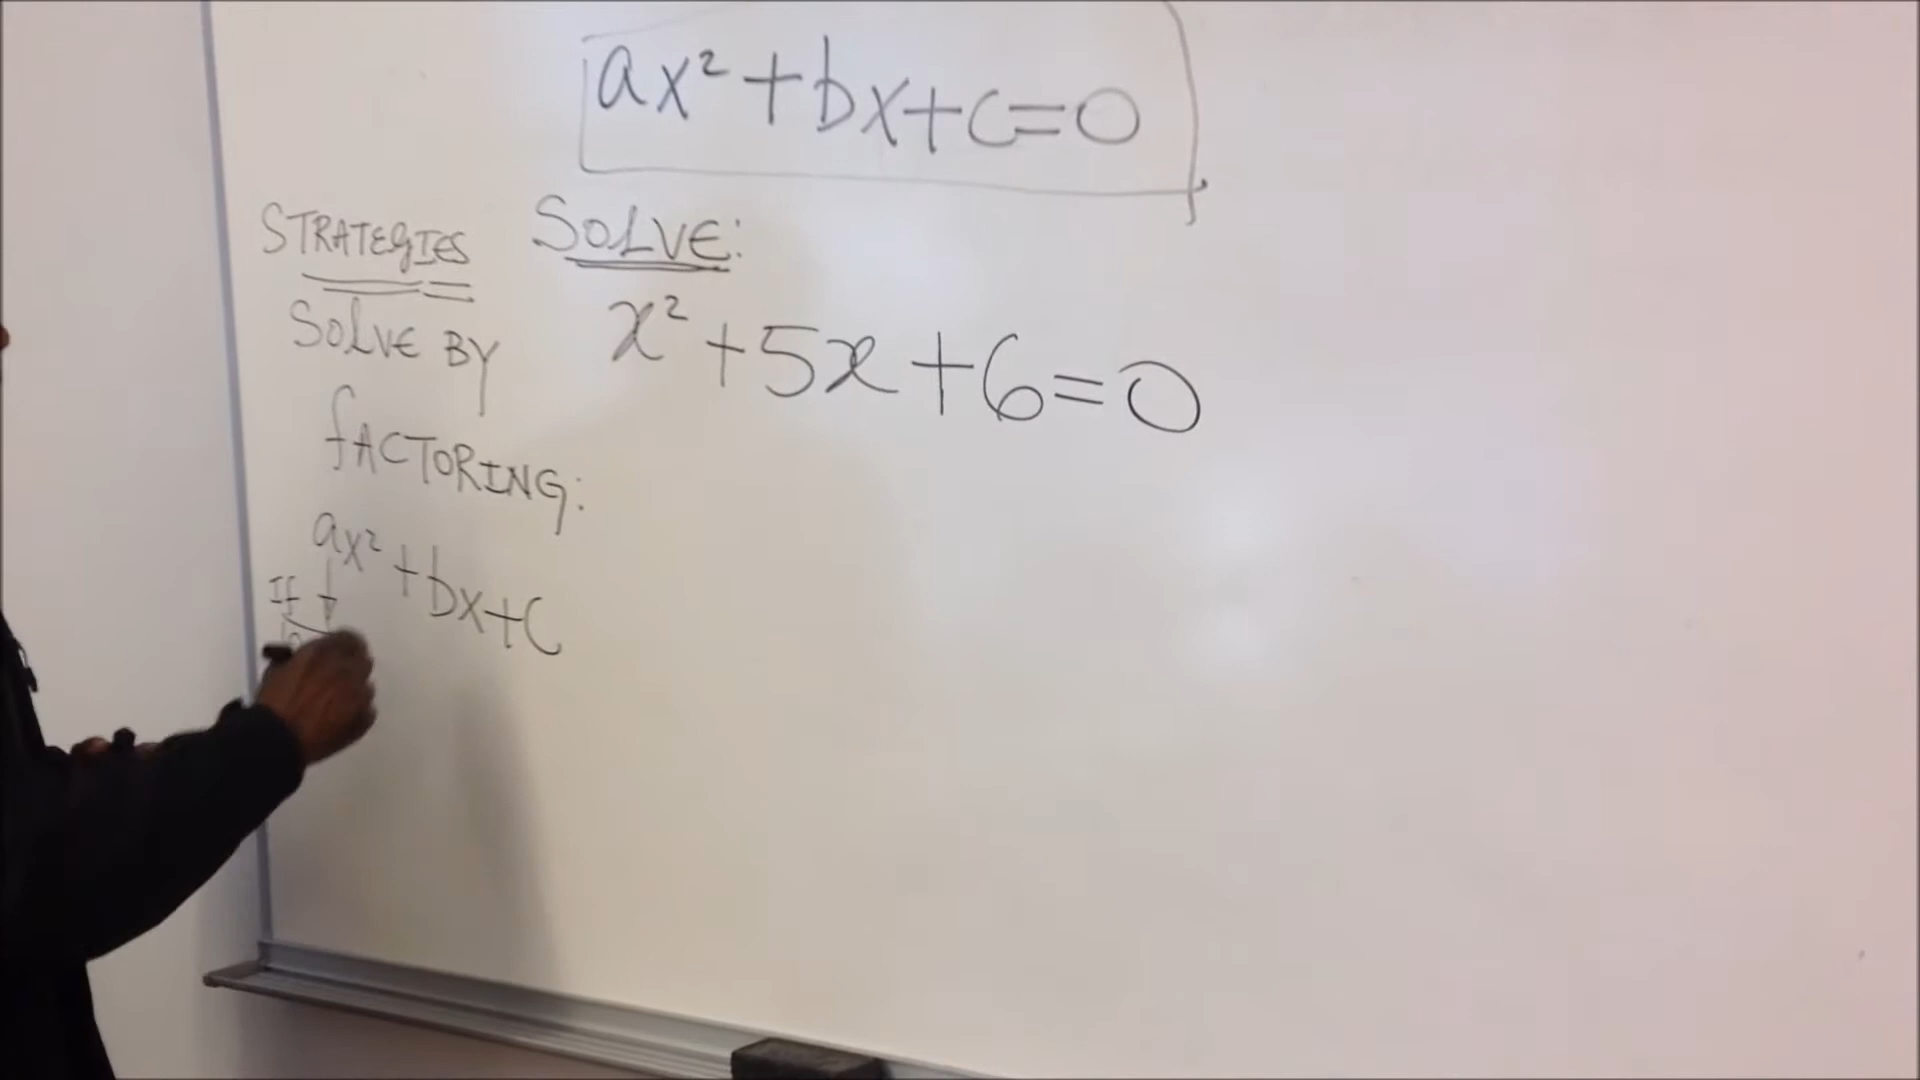 ax² + bx + c = 0
STRATEGIES
SOLVE BY
fACTORING:
ax² + bx + c
If
SOLVE:
x² + 5x + 6 = 0